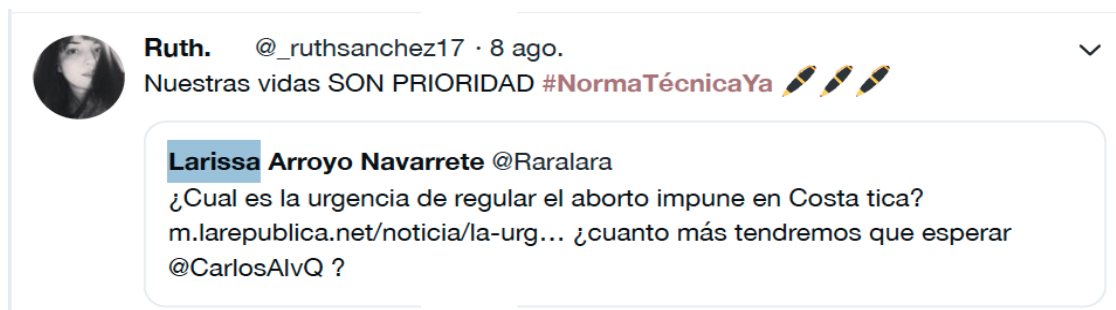 Ruth. @_ruthsanchez17 · 8 ago.
Nuestras vidas SON PRIORIDAD #NormaTécnicaYa
Larissa Arroyo Navarrete @Raralara
¿Cual es la urgencia de regular el aborto impune en Costa tica?
m.larepublica.net/noticia/la-urg... ¿cuanto más tendremos que esperar
@CarlosAlvQ ?